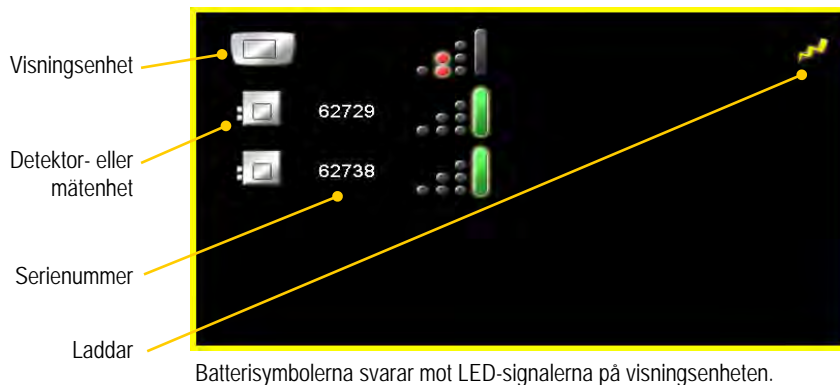 Visningsenhet
62729
Detektor- eller
mätenhet
62738
Serienummer
Laddar
Batterisymbolerna svarar mot LED-signalerna på visningsenheten.